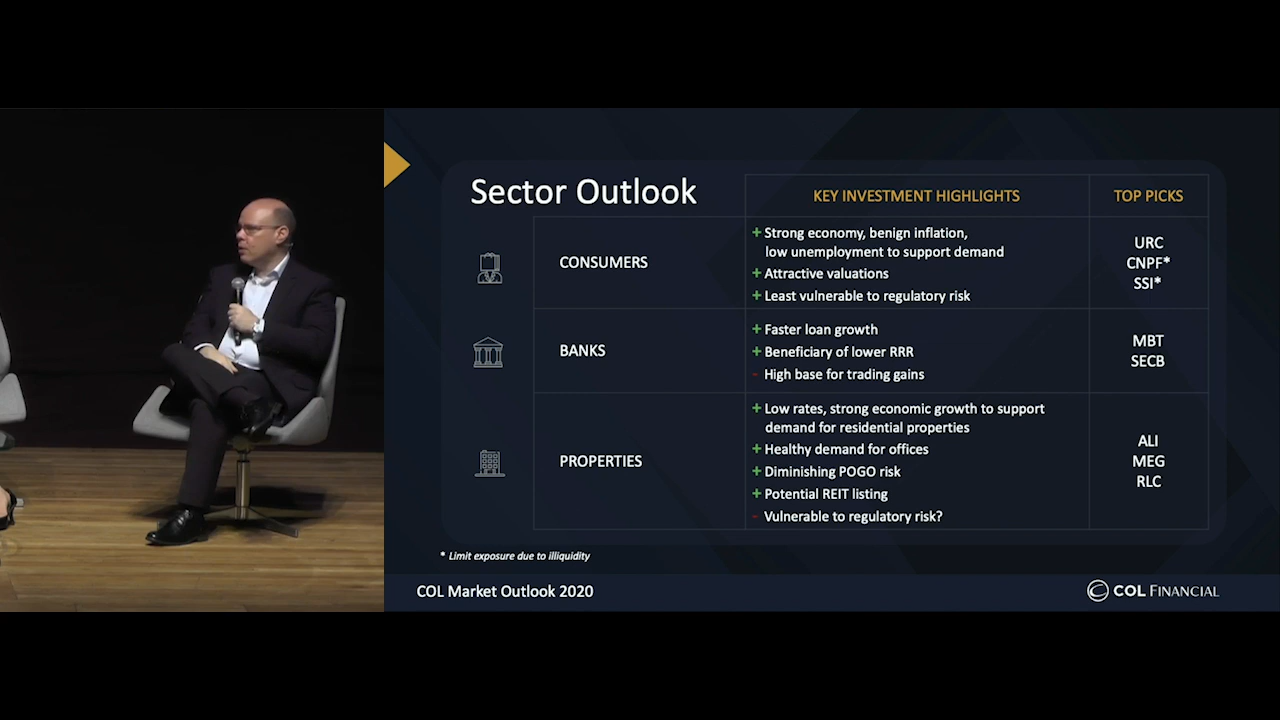 Sector Outlook
KEY INVESTMENT HIGHLIGHTS
TOP PICKS
CONSUMERS
+ Strong economy, benign inflation,
low unemployment to support demand
+ Attractive valuations
+ Least vulnerable to regulatory risk
URC
CNPF*
SSI*
BANKS
+ Faster loan growth
+ Beneficiary of lower RRR
- High base for trading gains
MBT
SECB
PROPERTIES
+ Low rates, strong economic growth to support
demand for residential properties
+ Healthy demand for offices
+ Diminishing POGO risk
+ Potential REIT listing
- Vulnerable to regulatory risk?
ALI
MEG
RLC
* Limit exposure due to illiquidity
COL Market Outlook 2020
COL FINANCIAL